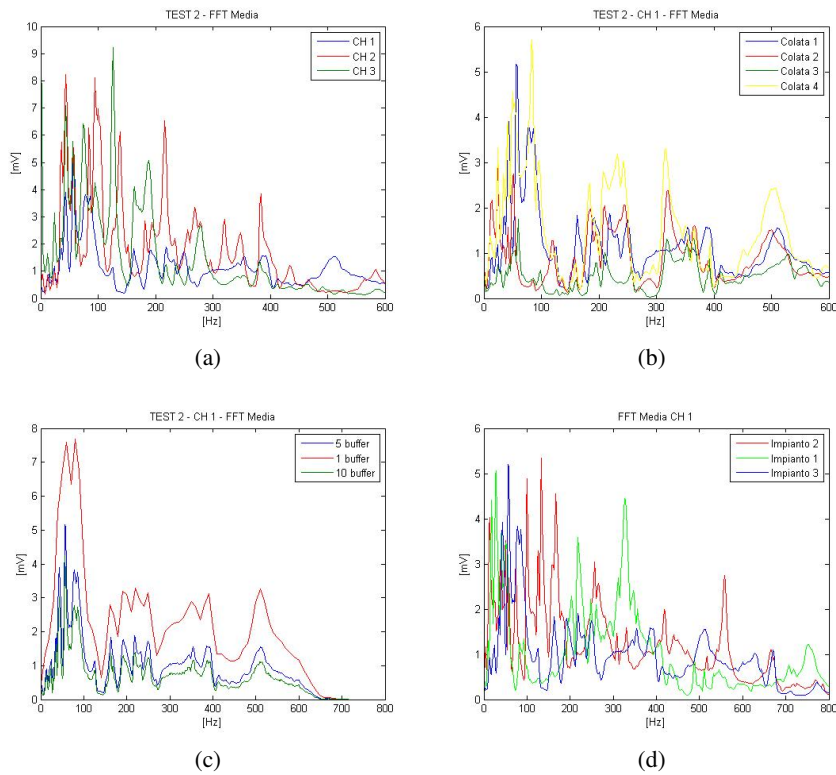 TEST 2 - FFT Media
[mV]
10
9
8
7
6
5
4
3
2
1
0
CH 1
CH 2
CH 3
0 100 200 300 400 500 600
[Hz]
(a)
TEST 2 - CH 1 - FFT Media
[mV]
6
5
4
3
2
1
0
Colata 1
Colata 2
Colata 3
Colata 4
0 100 200 300 400 500 600
[Hz]
(b)
TEST 2 - CH 1 - FFT Media
[mV]
8
7
6
5
4
3
2
1
0
5 buffer
1 buffer
10 buffer
0 100 200 300 400 500 600 700 800
[Hz]
(c)
FFT Media CH 1
[mV]
6
5
4
3
2
1
0
Impianto 2
Impianto 1
Impianto 3
0 100 200 300 400 500 600 700 800
[Hz]
(d)